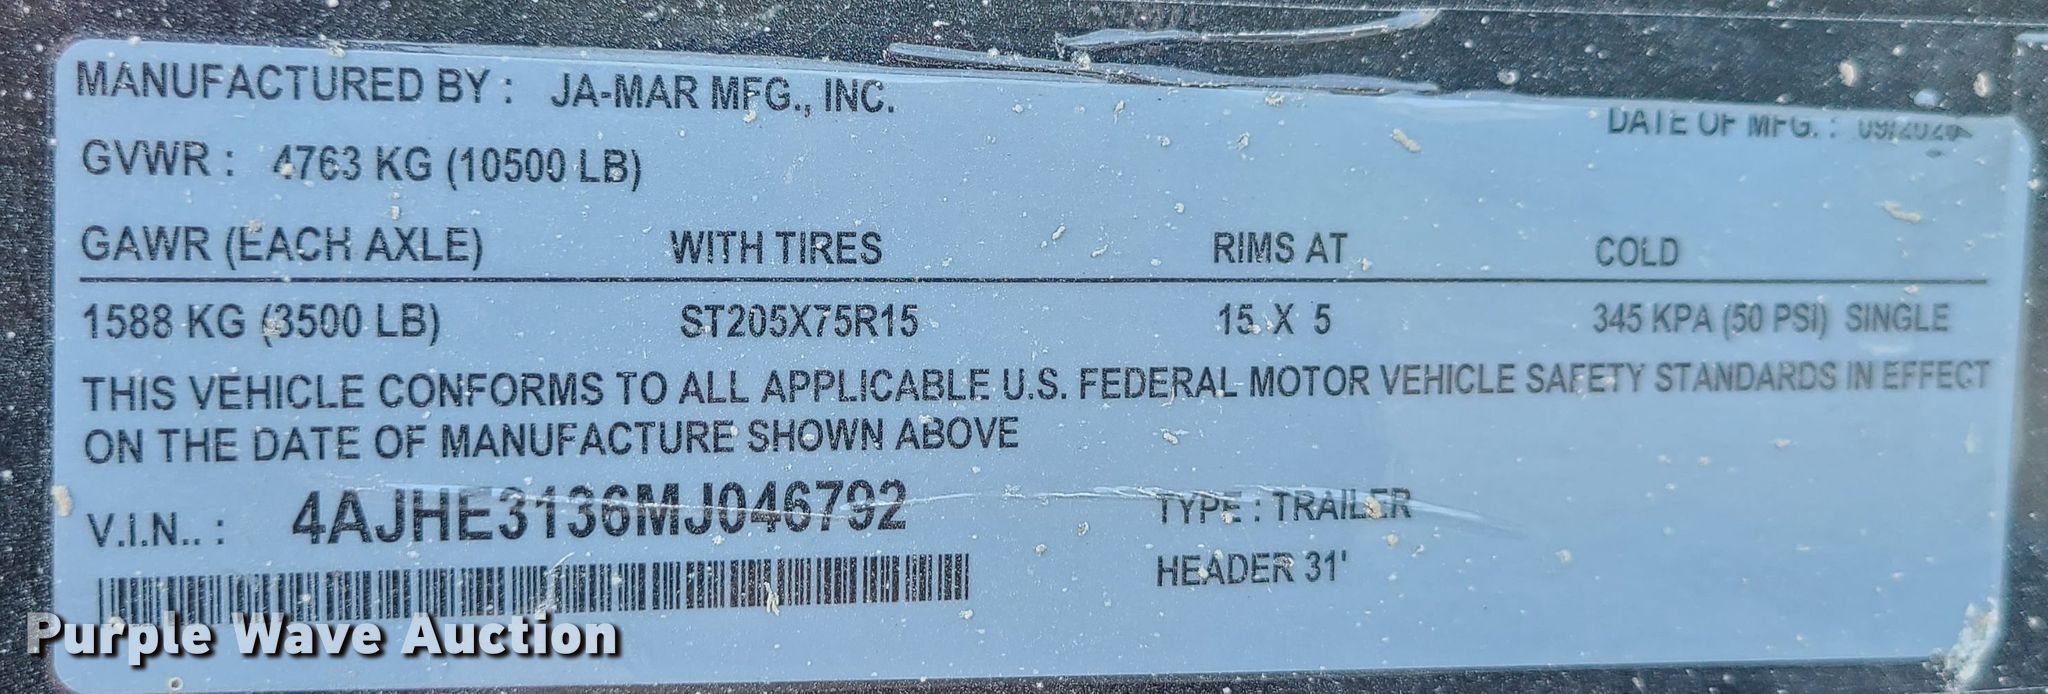 MANUFACTURED BY : JA-MAR MFG., INC.
DATE OF MFG. : 09/2020
GVWR : 4763 KG (10500 LB)
GAWR (EACH AXLE) WITH TIRES RIMS AT COLD
1588 KG (3500 LB) ST205X75R15 15 X 5 345 KPA (50 PSI) SINGLE
THIS VEHICLE CONFORMS TO ALL APPLICABLE U.S. FEDERAL MOTOR VEHICLE SAFETY STANDARDS IN EFFECT
ON THE DATE OF MANUFACTURE SHOWN ABOVE
V.I.N.. : 4AJHE3136MJ046792 TYPE : TRAILER
HEADER 31'
Purple Wave Auction